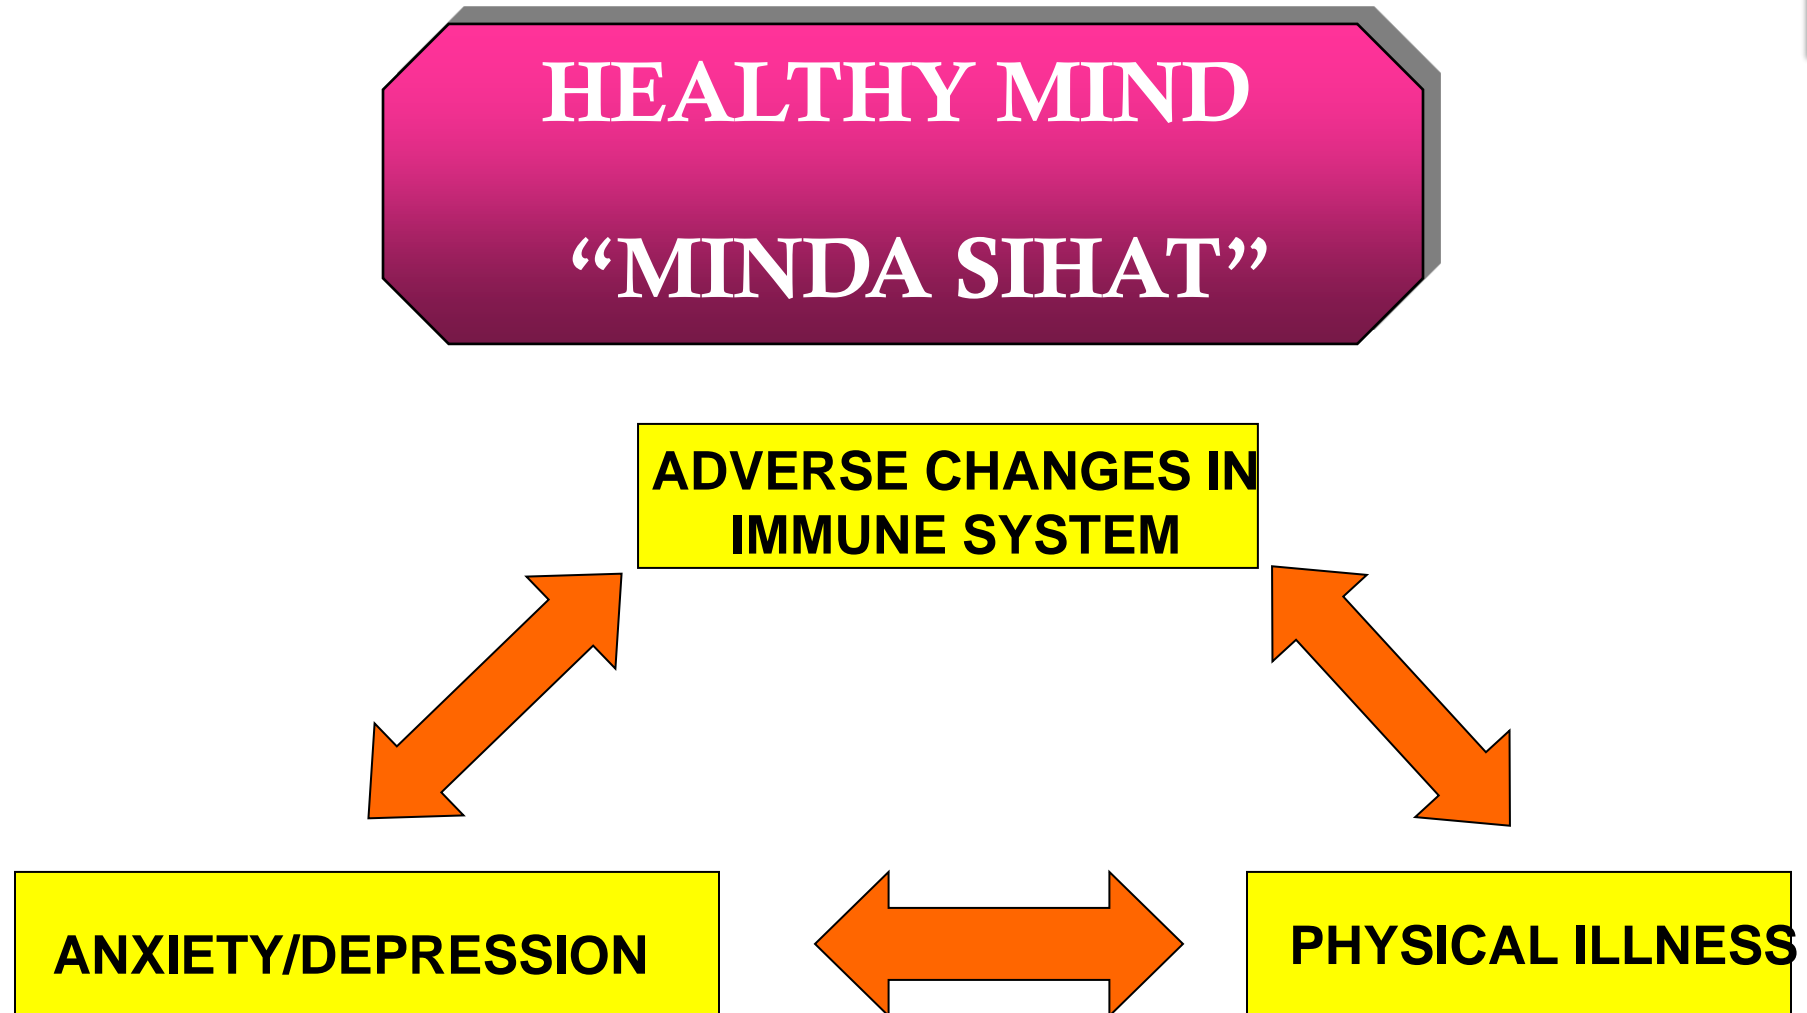 HEALTHY MIND
“MINDA SIHAT”
ADVERSE CHANGES IN
IMMUNE SYSTEM
ANXIETY/DEPRESSION
PHYSICAL ILLNESS